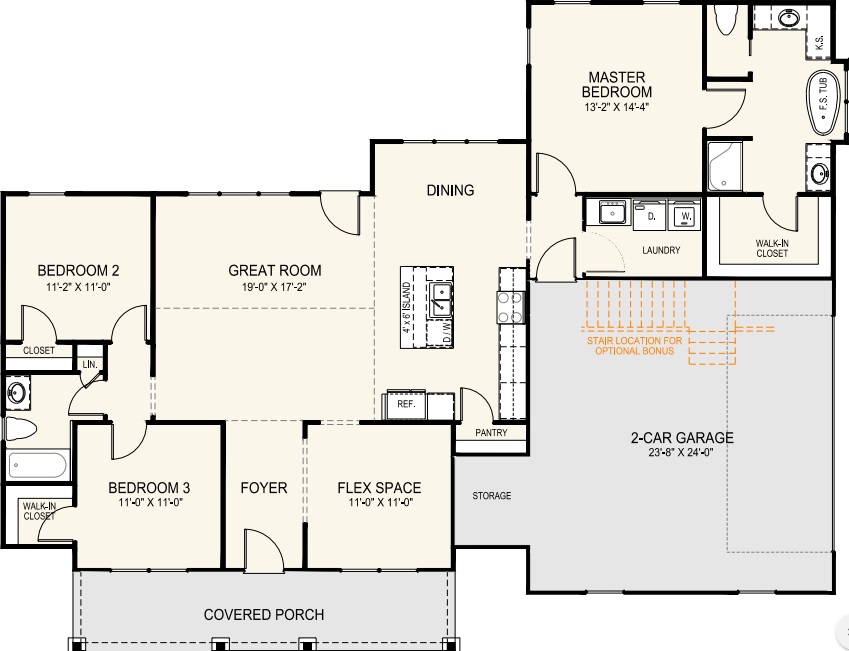 K.S.
MASTER
BEDROOM
13'-2" X 14'-4"
F.S. TUB
DINING
D.
W.
LAUNDRY
WALK-IN
CLOSET
BEDROOM 2
11'-2" X 11'-0"
GREAT ROOM
19'-0" X 17'-2"
4' x 6' ISLAND
D / W
STAIR LOCATION FOR
OPTIONAL BONUS
CLOSET
LIN.
REF.
PANTRY
2-CAR GARAGE
23'-8" X 24'-0"
BEDROOM 3
11'-0" X 11'-0"
FOYER
FLEX SPACE
11'-0" X 11'-0"
STORAGE
WALK-IN
CLOSET
COVERED PORCH